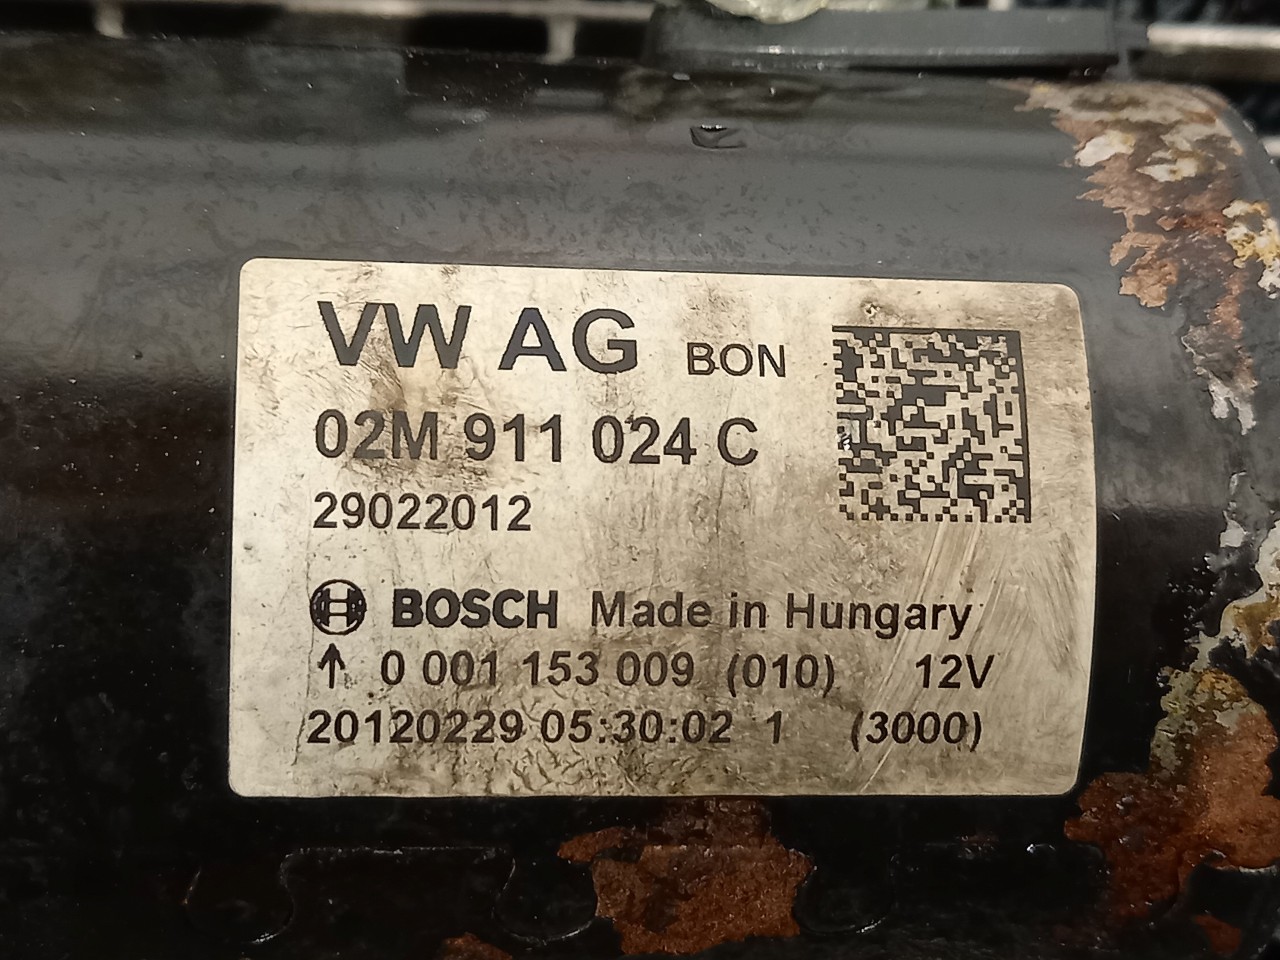 VW AG BON
02M 911 024 C
29022012
BOSCH Made in Hungary
↑ 0 001 153 009 (010) 12V
20120229 05:30:02 1 (3000)